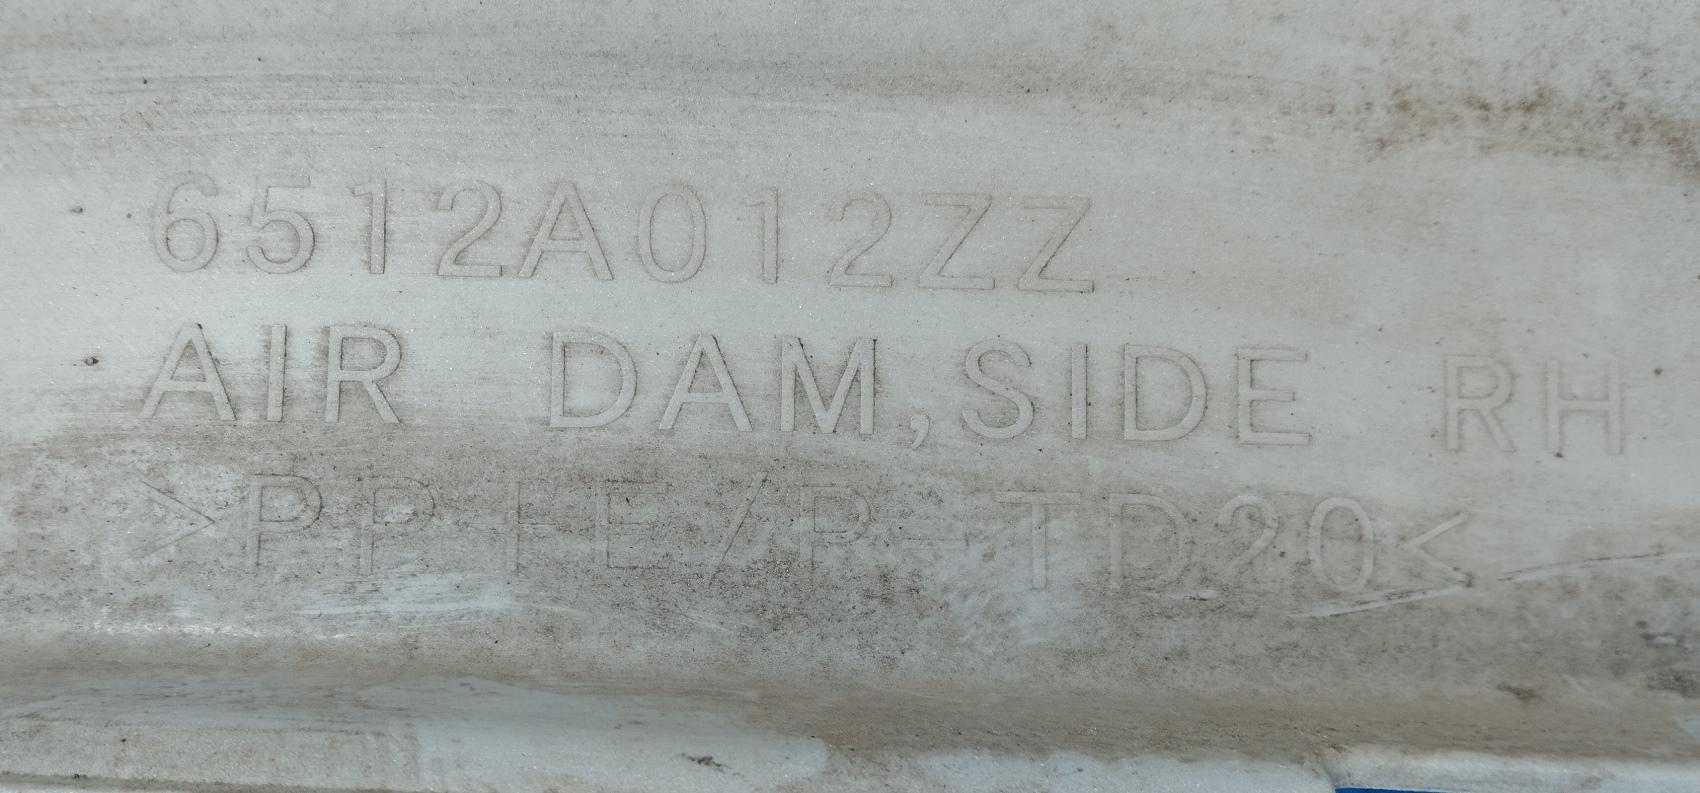 6512A012ZZ
AIR DAM,SIDE RH
>PP+E/P-TD20<